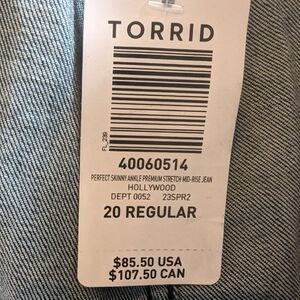 TORRID
FL_239
40060514
PERFECT SKINNY ANKLE PREMIUM STRETCH MID-RISE JEAN
HOLLYWOOD
DEPT 0052 23SPR2
20 REGULAR
$85.50 USA
$107.50 CAN